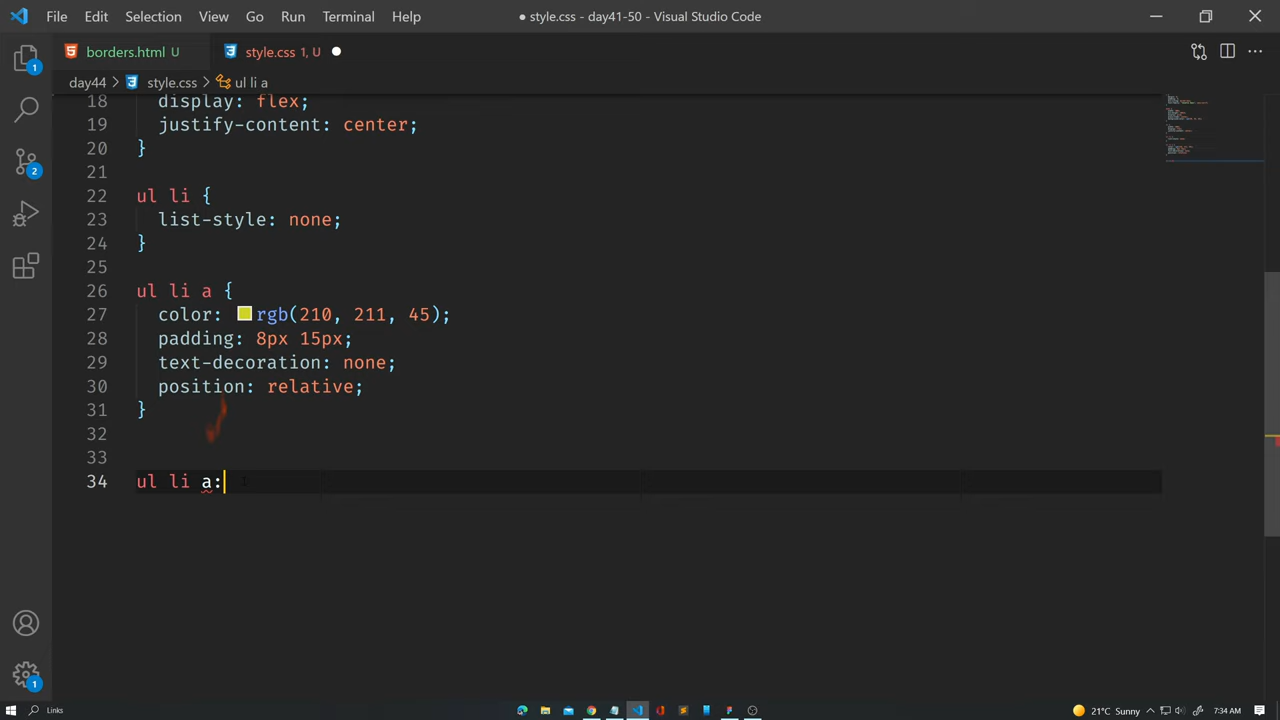 File Edit Selection View Go Run Terminal Help
● style.css - day41-50 - Visual Studio Code
borders.html U
style.css 1, U
day44 > style.css > ul li a
18 display: flex;
19 justify-content: center;
20 }
21
22 ul li {
23 list-style: none;
24 }
25
26 ul li a {
27 color: rgb(210, 211, 45);
28 padding: 8px 15px;
29 text-decoration: none;
30 position: relative;
31 }
32
33
34 ul li a:
1
2
1
Links
21°C Sunny
7:34 AM